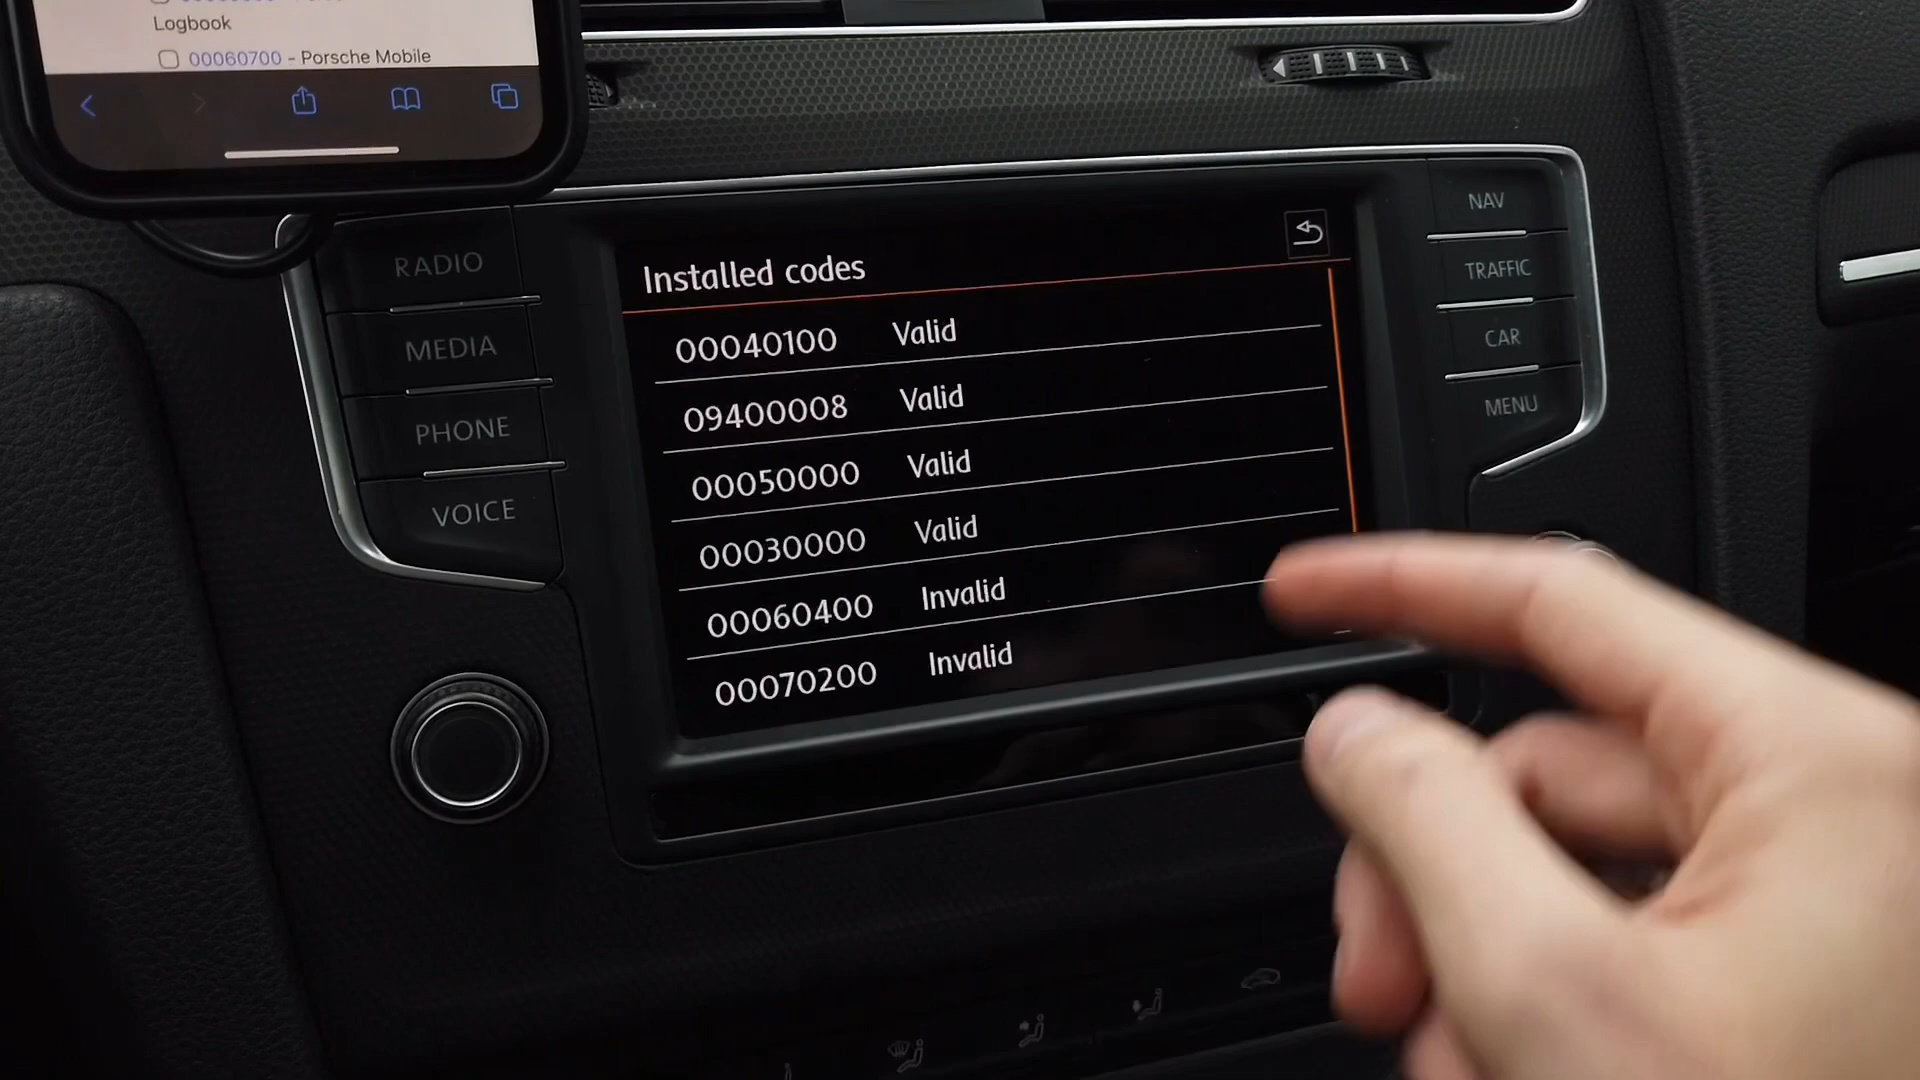 Logbook
00060700 - Porsche Mobile
RADIO
MEDIA
PHONE
VOICE
Installed codes
00040100 Valid
09400008 Valid
00050000 Valid
00030000 Valid
00060400 Invalid
00070200 Invalid
NAV
TRAFFIC
CAR
MENU